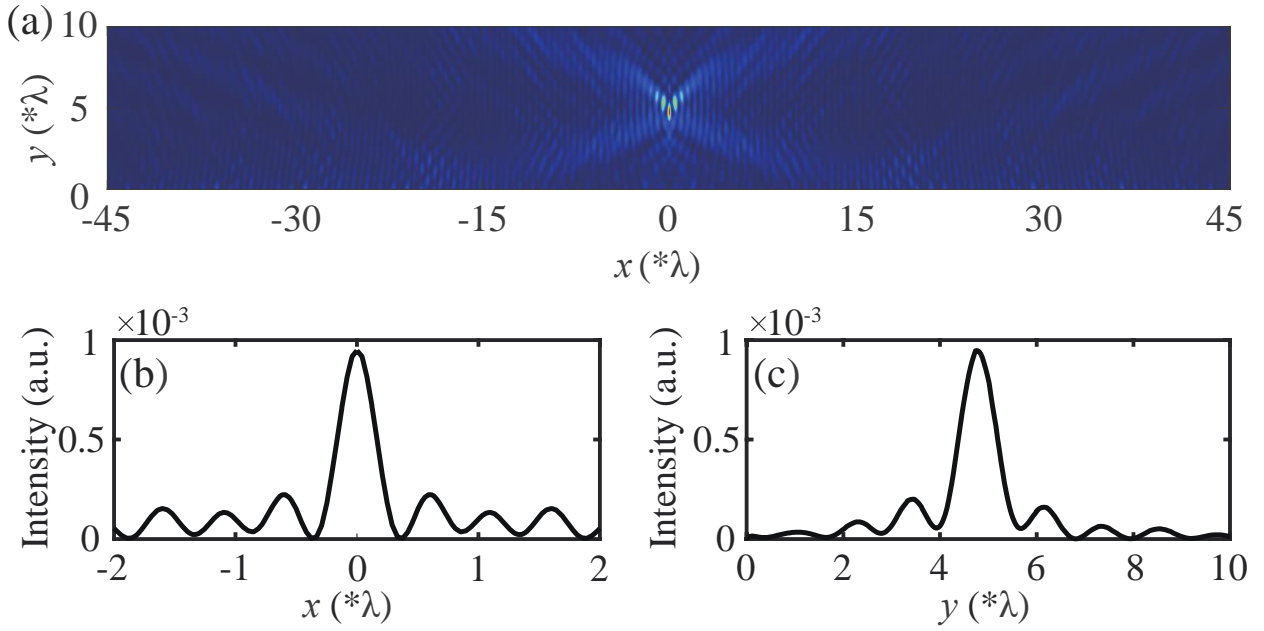 (a)
10
5
0
y (*λ)
-45 -30 -15 0 15 30 45
x (*λ)
×10-3
(b)
1
0.5
0
Intensity (a.u.)
-2 -1 0 1 2
x (*λ)
×10-3
(c)
1
0.5
0
Intensity (a.u.)
0 2 4 6 8 10
y (*λ)